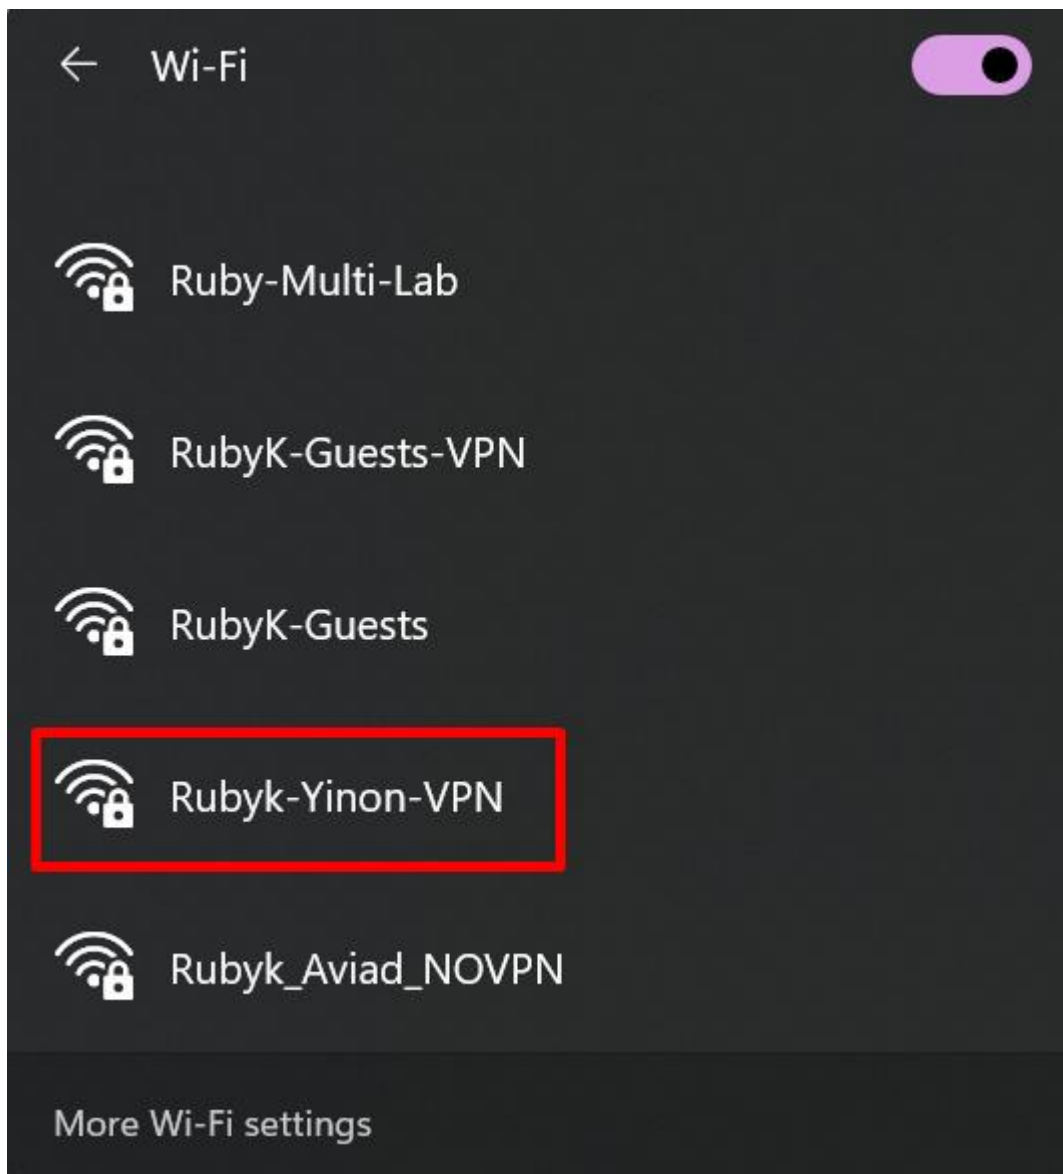 Wi-Fi
Ruby-Multi-Lab
RubyK-Guests-VPN
RubyK-Guests
Rubyk-Yinon-VPN
Rubyk_Aviad_NOVPN
More Wi-Fi settings